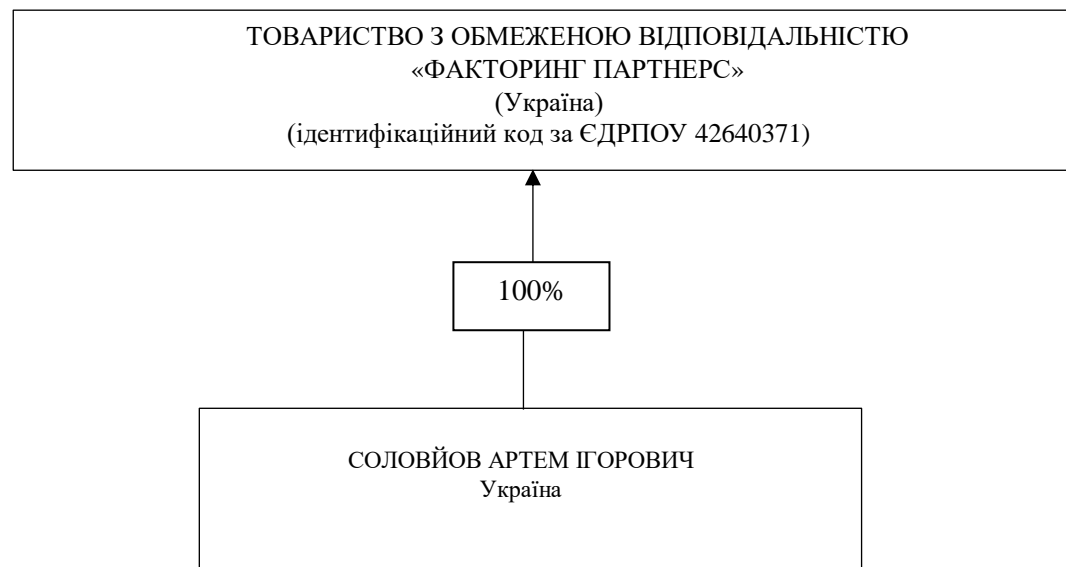 ТОВАРИСТВО З ОБМЕЖЕНОЮ ВІДПОВІДАЛЬНІСТЮ
«ФАКТОРИНГ ПАРТНЕРС»
(Україна)
(ідентифікаційний код за ЄДРПОУ 42640371)
100%
СОЛОВЙОВ АРТЕМ ІГОРОВИЧ
Україна